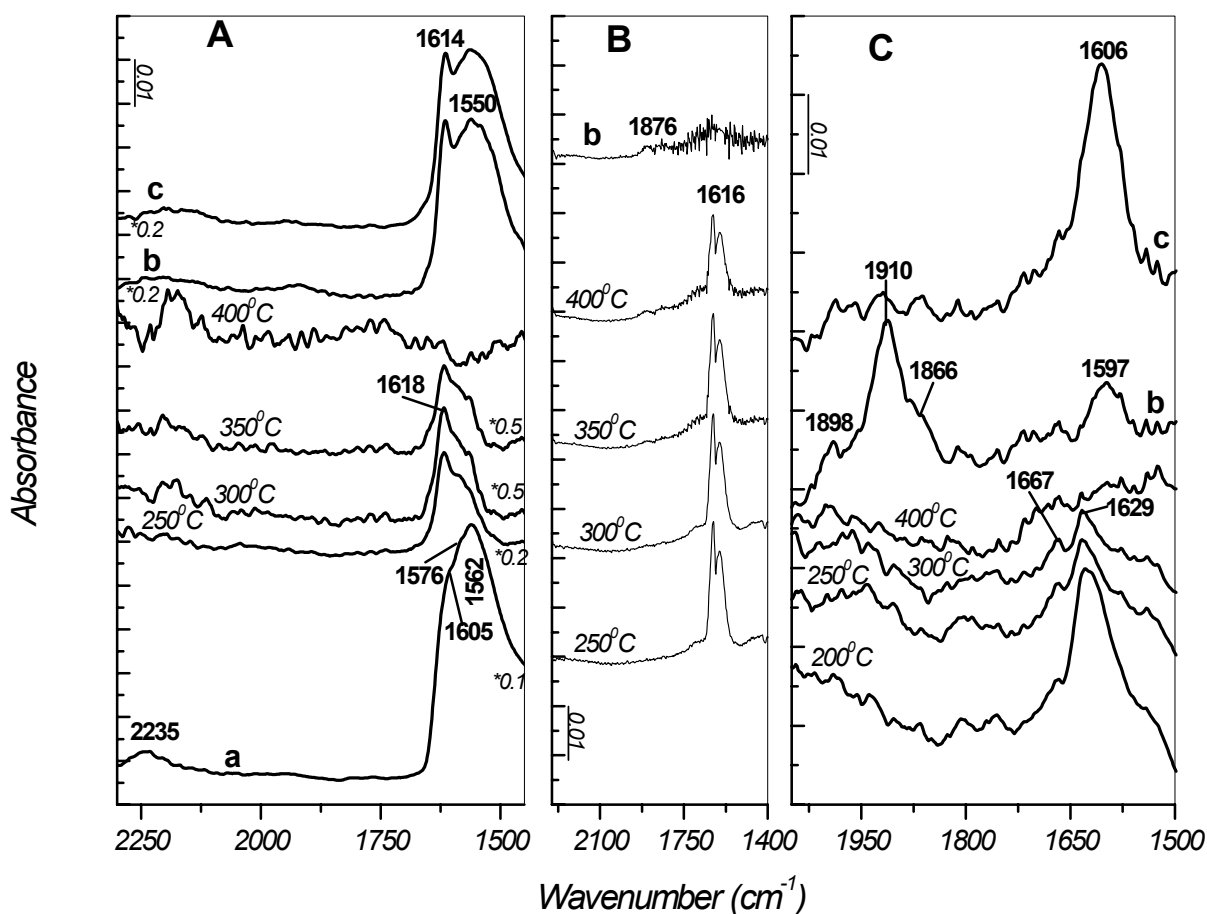 Absorbance
A
0.01
1614
1550
c
*0.2
b
*0.2
400⁰C
1618
350⁰C
*0.5
300⁰C
*0.5
250⁰C
*0.2
1576
1562
1605
*0.1
2235
a
2250 2000 1750 1500
B
b
1876
1616
400⁰C
350⁰C
300⁰C
250⁰C
0.01
2100 1750 1400
C
1606
0.01
c
1910
1866
1597
b
1898
1667
1629
400⁰C
300⁰C
250⁰C
200⁰C
1950 1800 1650 1500
Wavenumber (cm⁻¹)